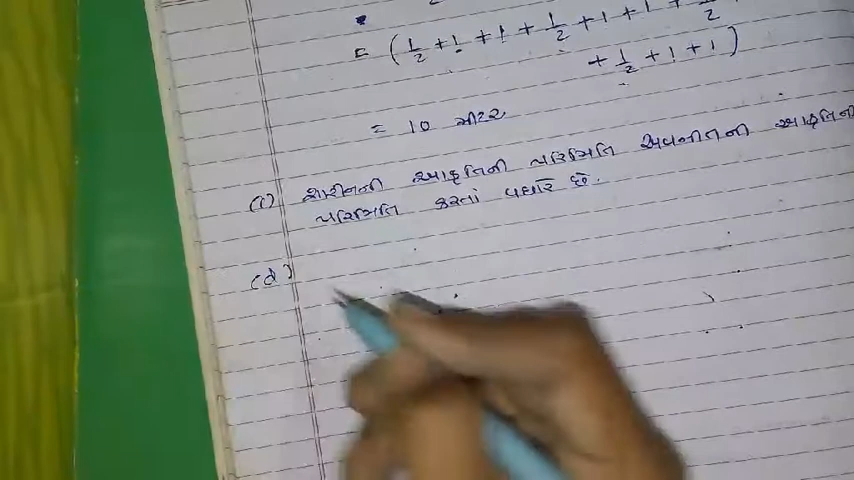 = (1/2 + 1 + 1 + 1/2 + 1 + 1 + 1/2
+ 1/2 + 1 + 1)
= 10 મીટર
(c) શારીનની આકૃતિની પરિમિતિ અવનીતની આકૃતિની
પરિમિતિ કરતાં વધારે છે.
(d)